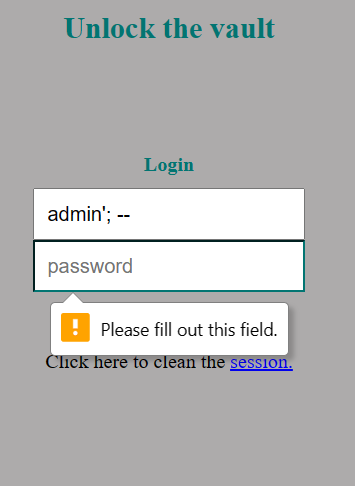 Unlock the vault
Login
admin'; --
password
Please fill out this field.
Click here to clean the session.